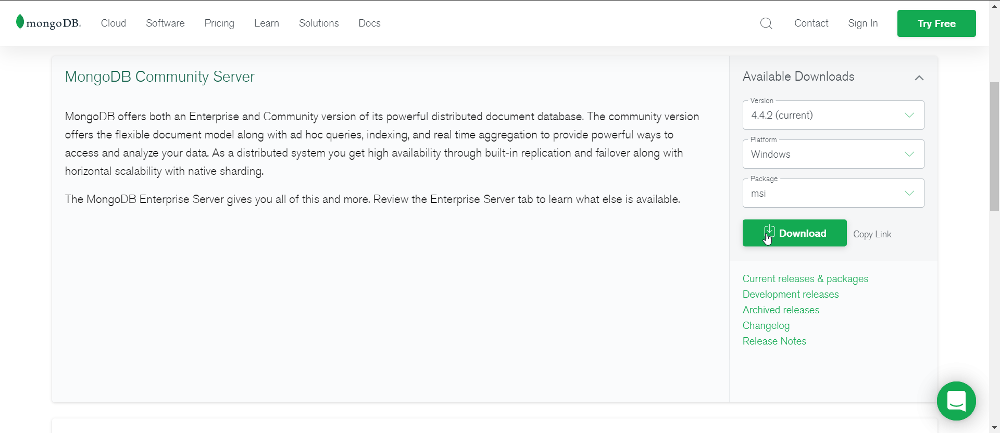 mongoDB.
Cloud
Software
Pricing
Learn
Solutions
Docs
Contact
Sign In
Try Free
MongoDB Community Server
MongoDB offers both an Enterprise and Community version of its powerful distributed document database. The community version
offers the flexible document model along with ad hoc queries, indexing, and real time aggregation to provide powerful ways to
access and analyze your data. As a distributed system you get high availability through built-in replication and failover along with
horizontal scalability with native sharding.
The MongoDB Enterprise Server gives you all of this and more. Review the Enterprise Server tab to learn what else is available.
Available Downloads
Version
4.4.2 (current)
Platform
Windows
Package
msi
Download
Copy Link
Current releases & packages
Development releases
Archived releases
Changelog
Release Notes